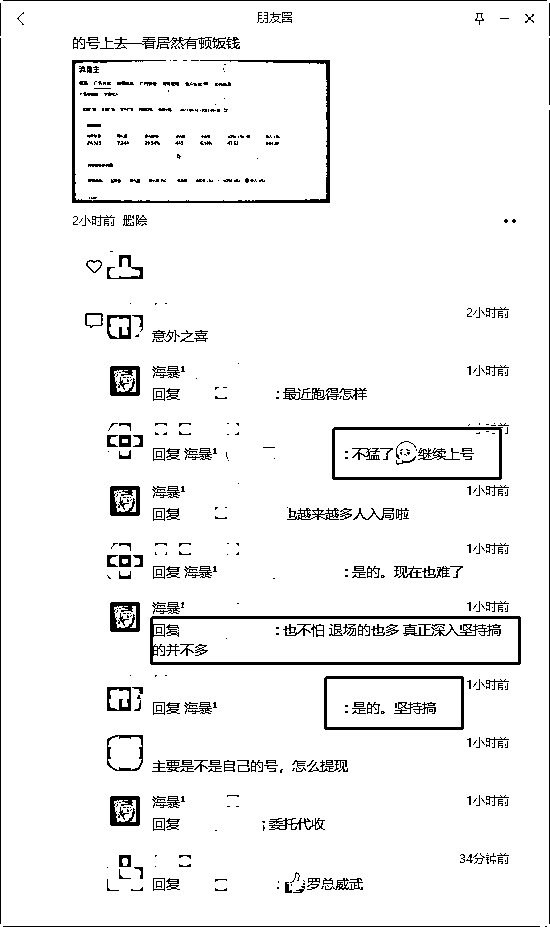 朋友圈
的号上去一看居然有顿饭钱
流量主
2小时前 删除
2小时前
意外之喜
海暴¹ 1小时前
回复 : 最近跑得怎样
回复 海暴¹ : 不猛了 继续上号
海暴¹ 1小时前
回复 也越来越多人入局啦
1小时前
回复 海暴¹ : 是的。现在也难了
海暴¹ 1小时前
回复 : 也不怕 退场的也多 真正深入坚持搞
的并不多
1小时前
回复 海暴¹ : 是的。坚持搞
1小时前
主要是不是自己的号，怎么提现
海暴¹ 1小时前
回复 : 委托代收
34分钟前
回复 : 罗总威武